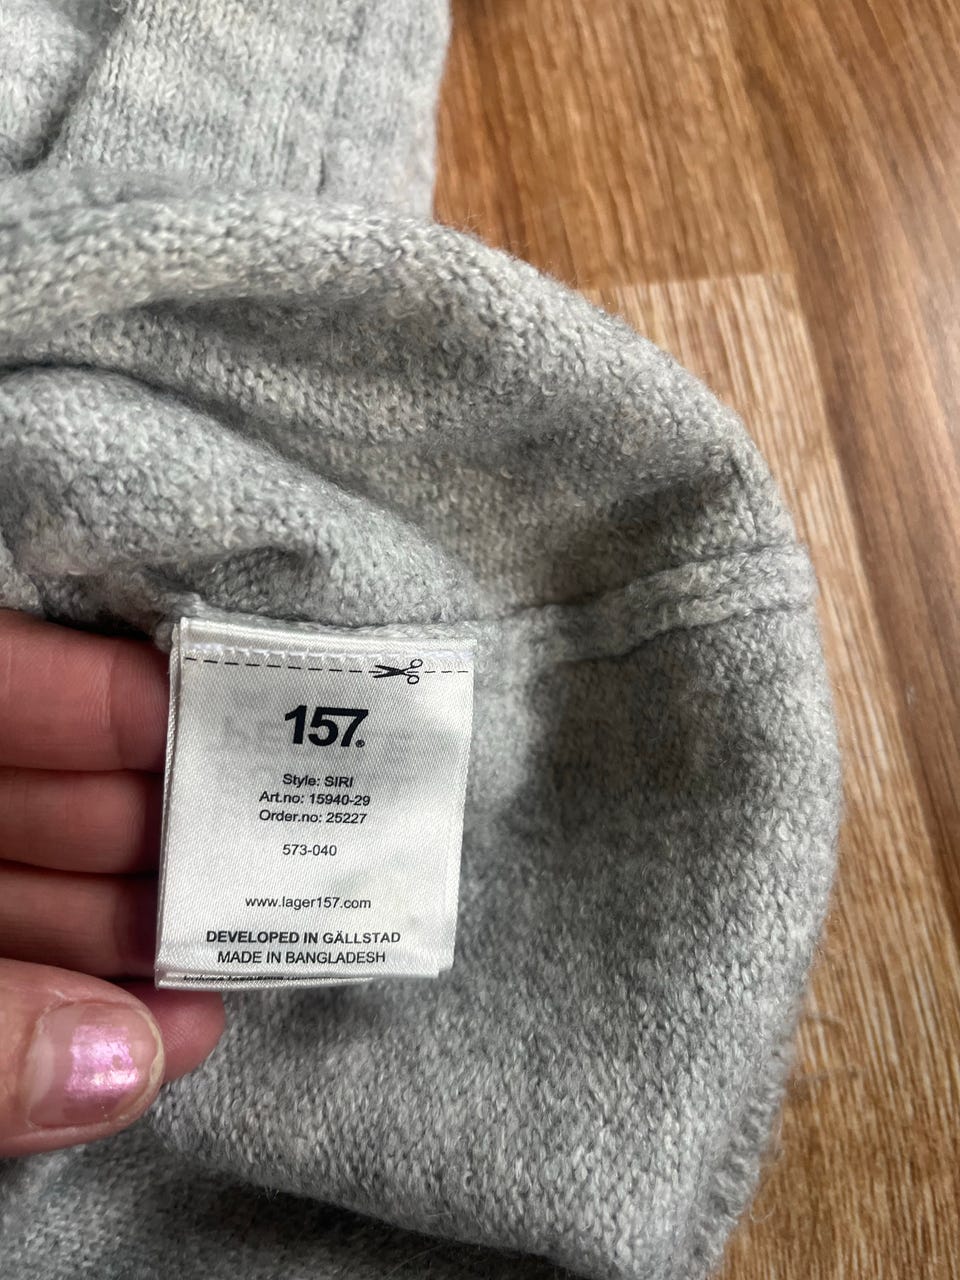 157.
Style: SIRI
Art.no: 15940-29
Order.no: 25227
573-040
www.lager157.com
DEVELOPED IN GÄLLSTAD
MADE IN BANGLADESH